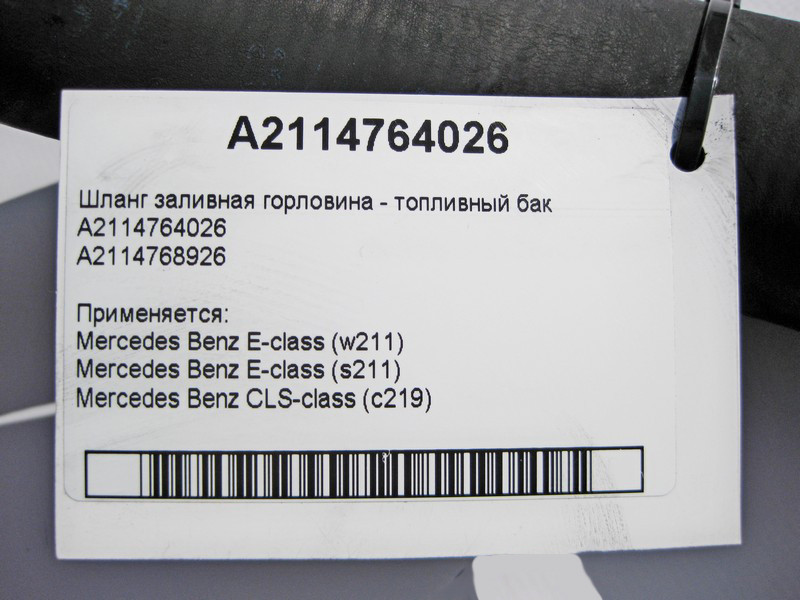 A2114764026
Шланг заливная горловина - топливный бак
A2114764026
A2114768926
Применяется:
Mercedes Benz E-class (w211)
Mercedes Benz E-class (s211)
Mercedes Benz CLS-class (c219)